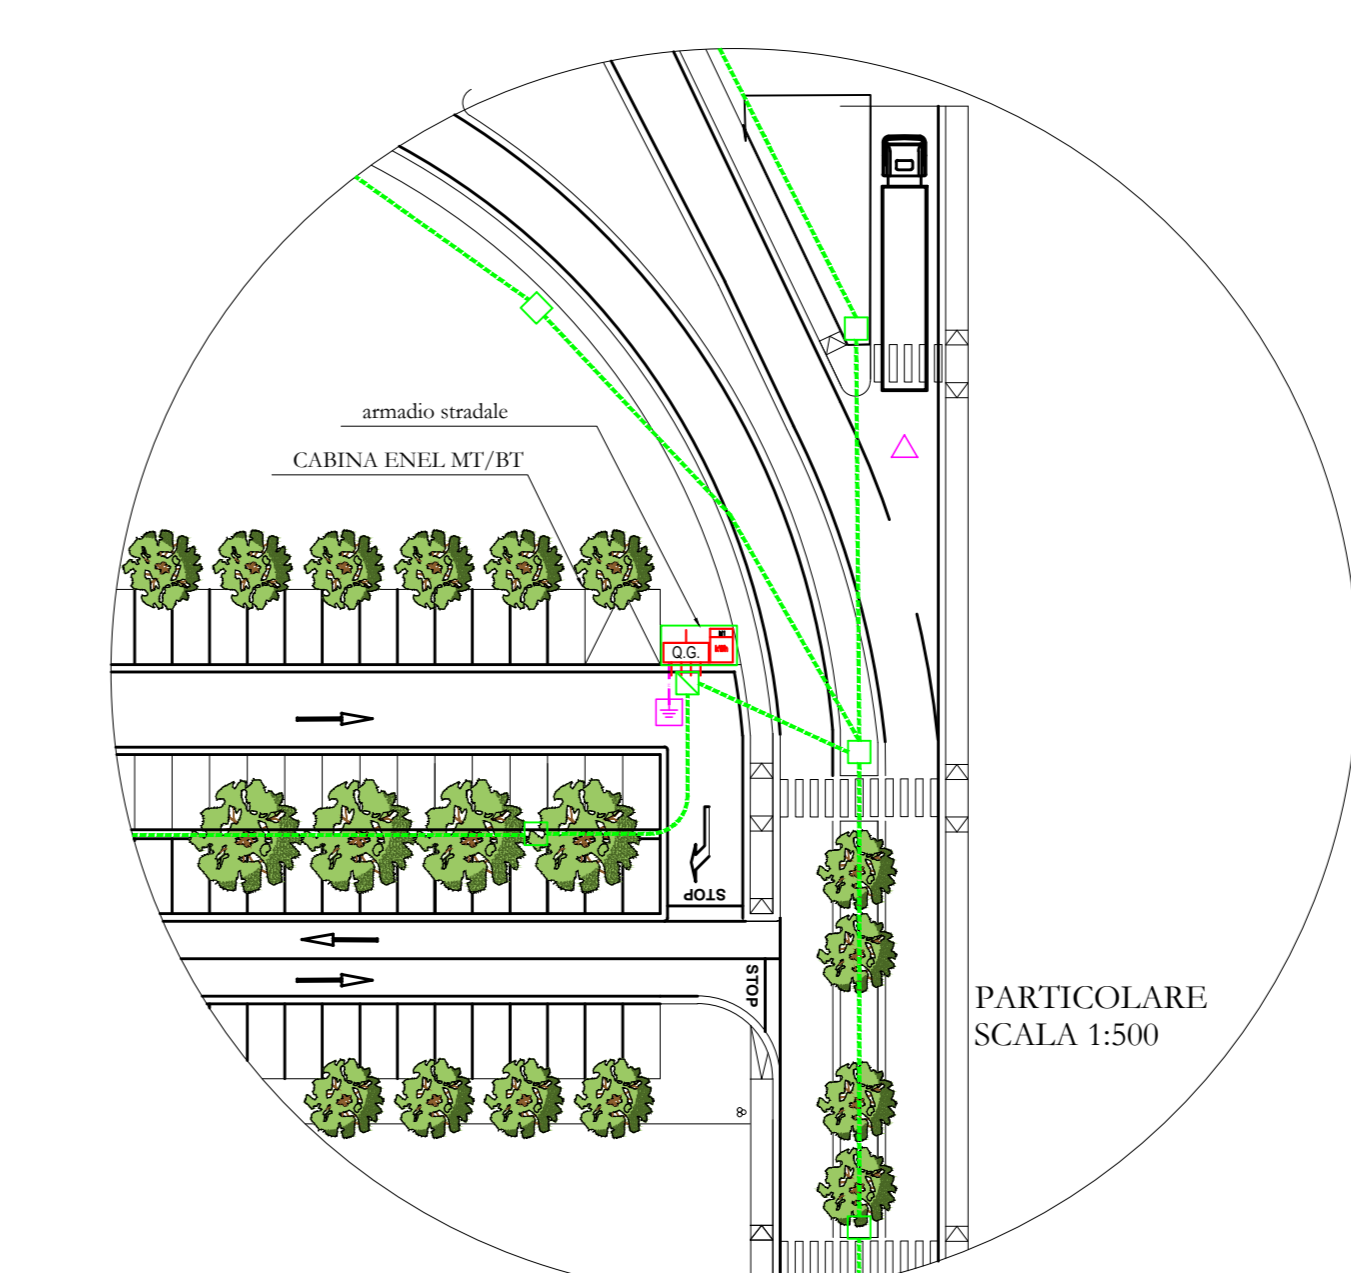 armadio stradale
CABINA ENEL MT/BT
Q.G.
STOP
STOP
PARTICOLARE
SCALA 1:500